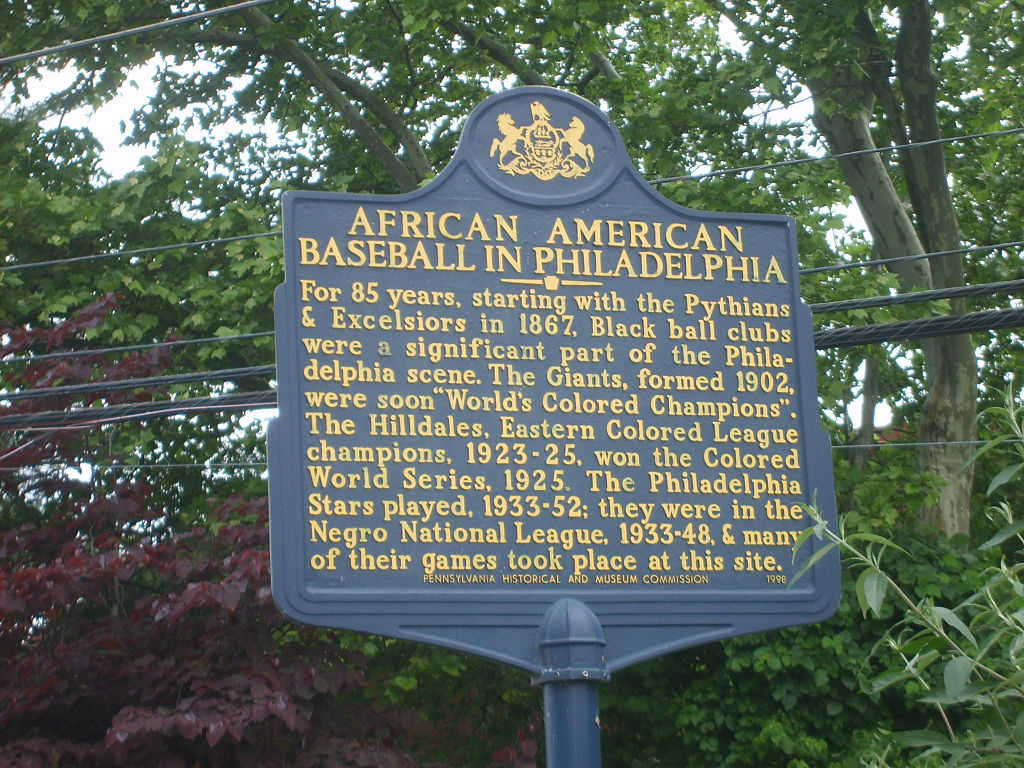 AFRICAN AMERICAN
BASEBALL IN PHILADELPHIA
For 85 years, starting with the Pythians
& Excelsiors in 1867, Black ball clubs
were a significant part of the Phila-
delphia scene. The Giants, formed 1902,
were soon "World's Colored Champions".
The Hilldales, Eastern Colored League
champions, 1923-25, won the Colored
World Series, 1925. The Philadelphia
Stars played, 1933-52; they were in the
Negro National League, 1933-48, & many
of their games took place at this site.
PENNSYLVANIA HISTORICAL AND MUSEUM COMMISSION 1998